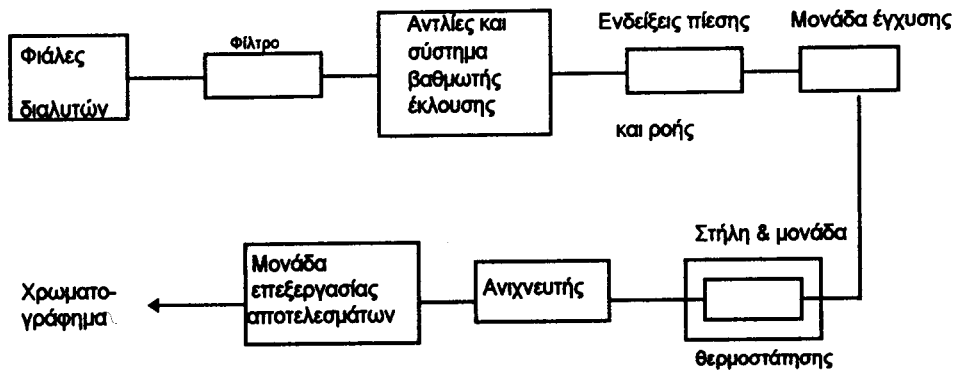 Φιάλες
διαλυτών
Φίλτρο
Αντλίες και
σύστημα
βαθμωτής
έκλουσης
Ενδείξεις πίεσης
και ροής
Μονάδα έγχυσης
Στήλη & μονάδα
θερμοστάτησης
Ανιχνευτής
Μονάδα
επεξεργασίας
αποτελεσμάτων
Χρωματο-
γράφημα